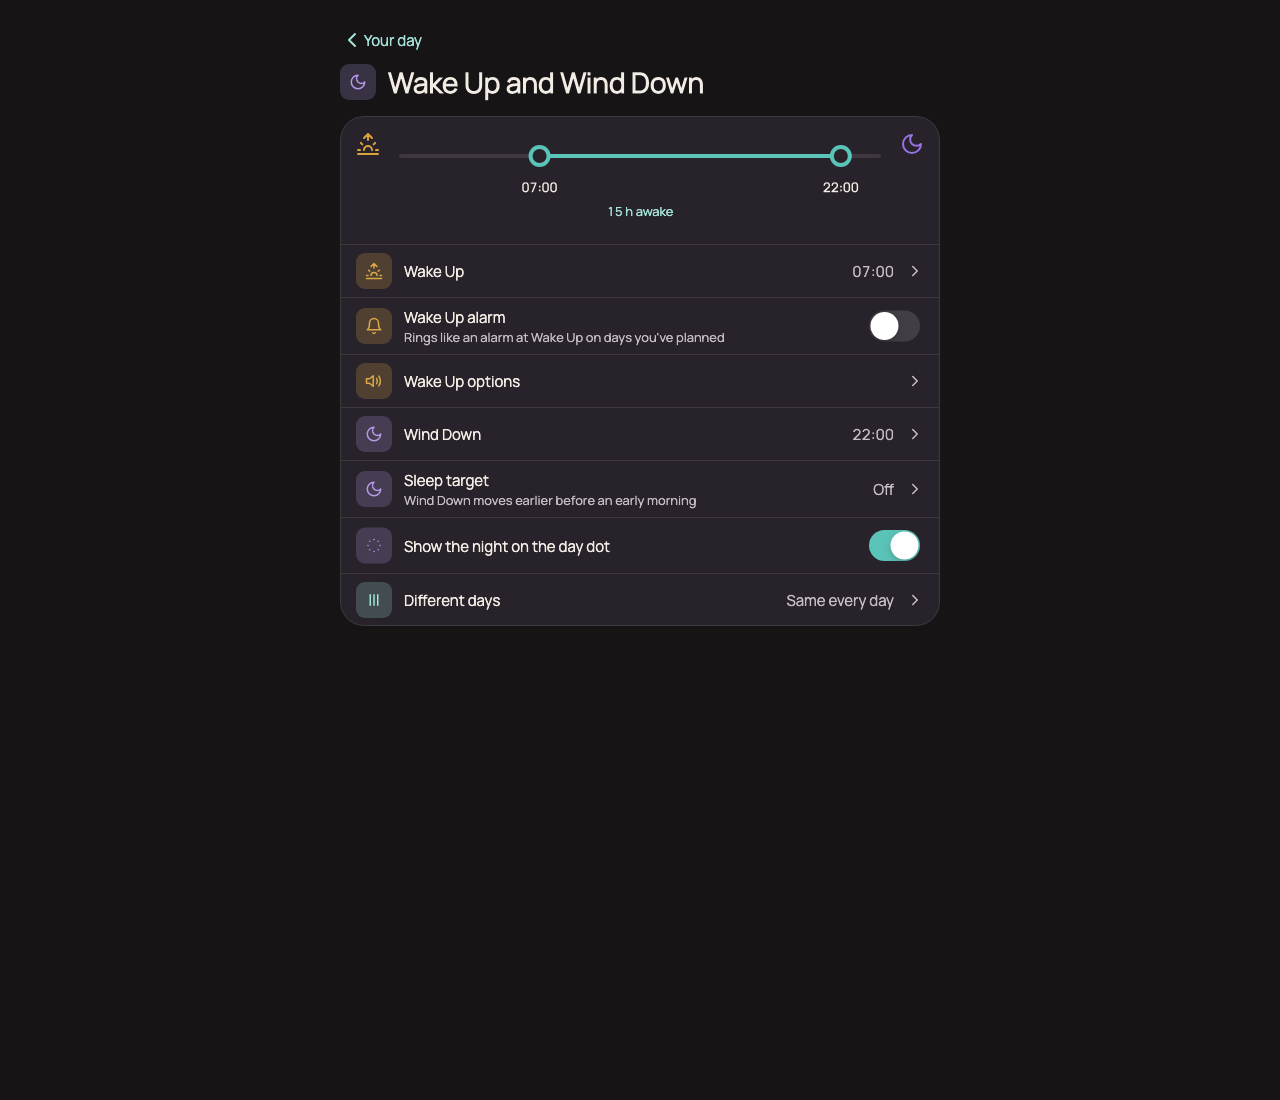 Your day
Wake Up and Wind Down
07:00
22:00
15 h awake
Wake Up
07:00
Wake Up alarm
Rings like an alarm at Wake Up on days you've planned
Wake Up options
Wind Down
22:00
Sleep target
Wind Down moves earlier before an early morning
Off
Show the night on the day dot
Different days
Same every day